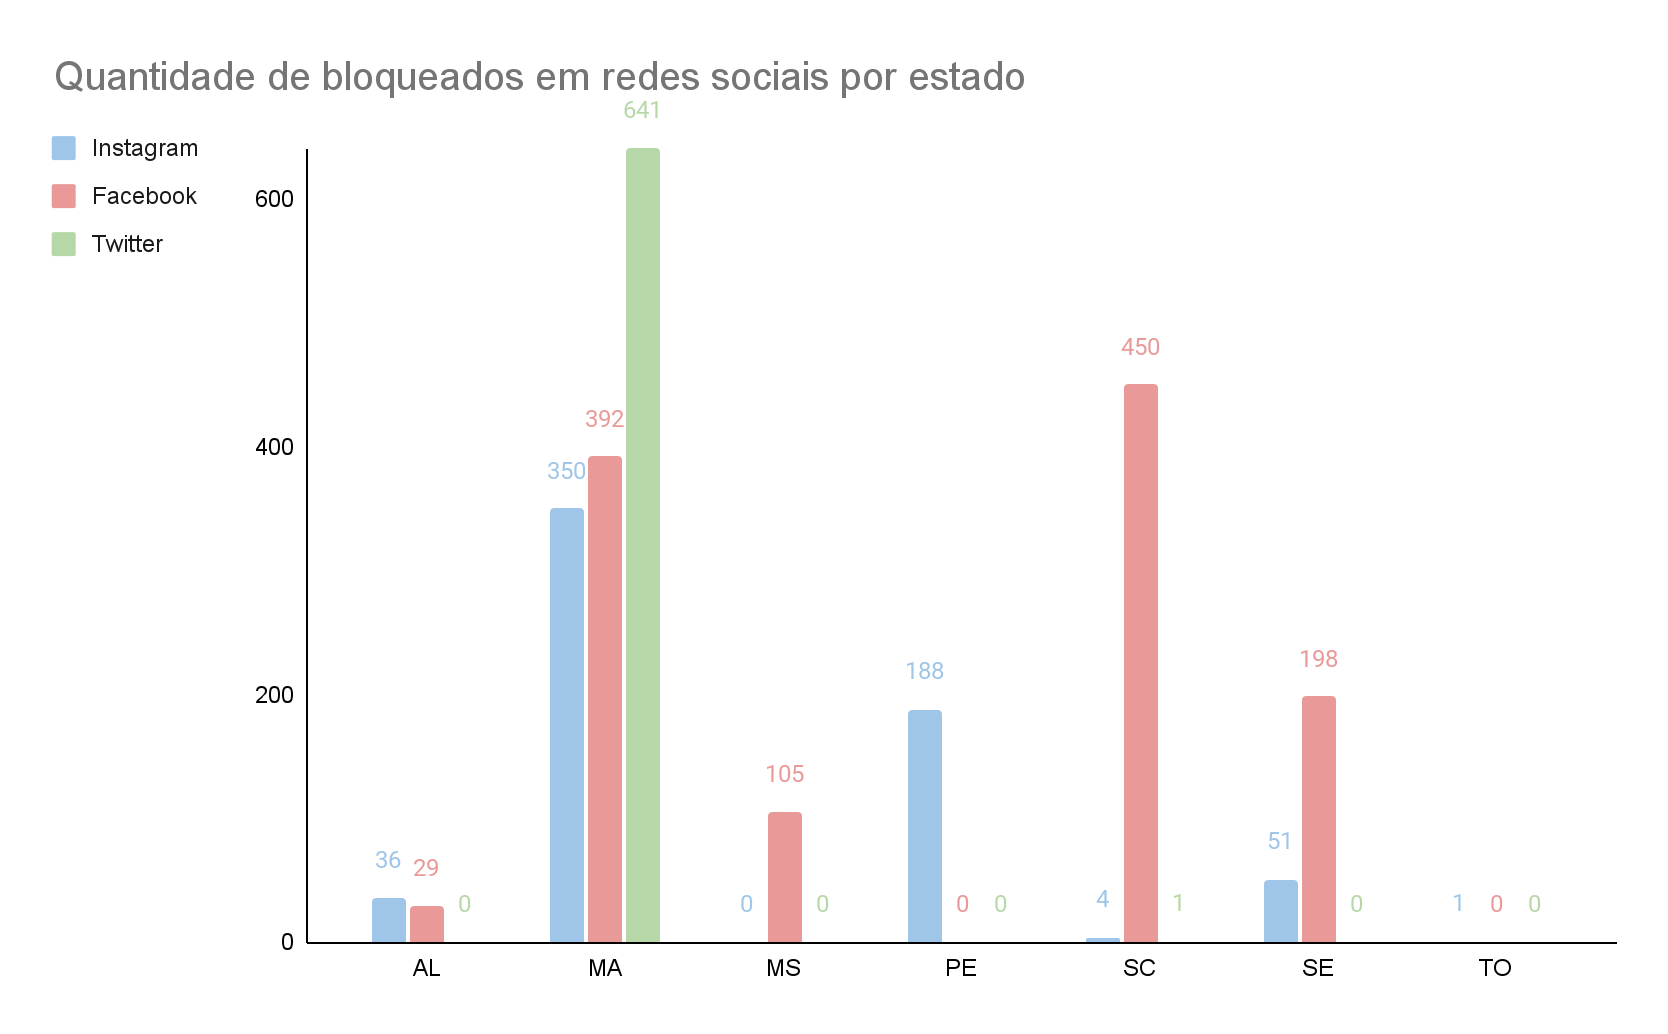 Quantidade de bloqueados em redes sociais por estado
Instagram
Facebook
Twitter
600
400
200
0
36
29
0
350
392
641
0
105
0
188
0
0
4
450
1
51
198
0
1
0
0
AL
MA
MS
PE
SC
SE
TO